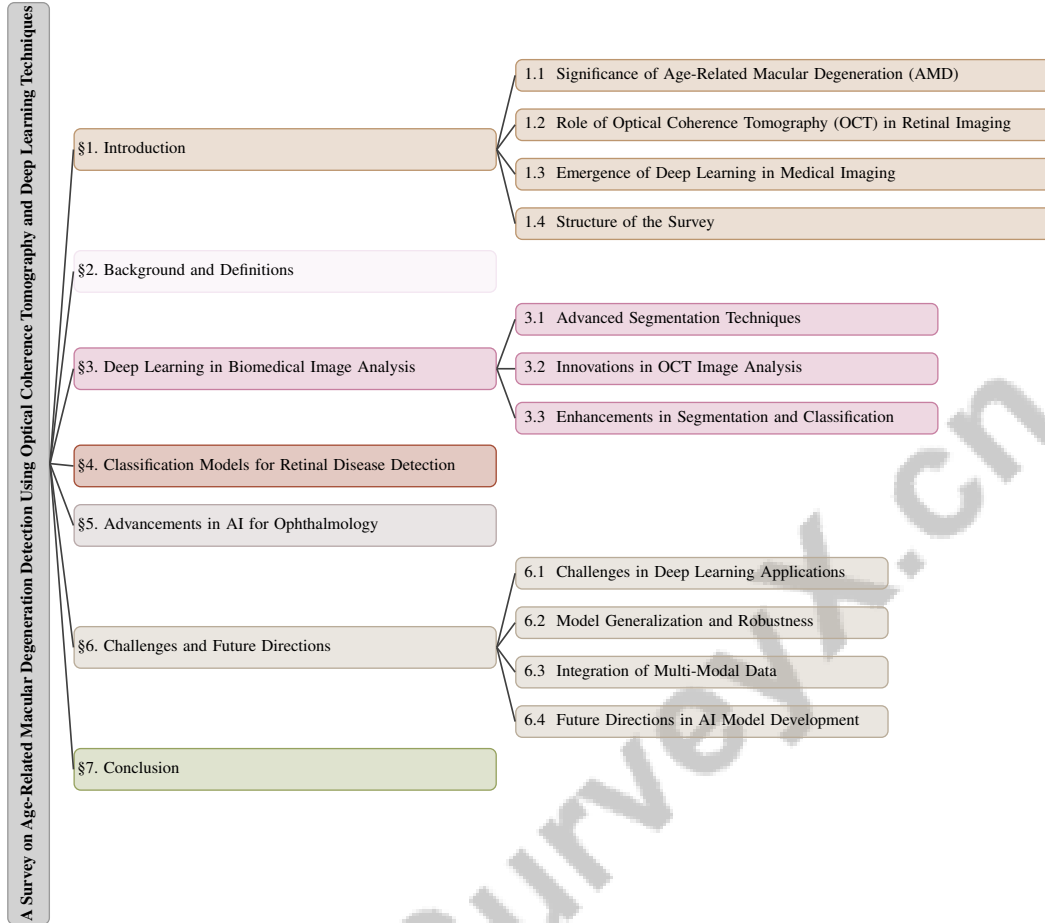 A Survey on Age-Related Macular Degeneration Detection Using Optical Coherence Tomography and Deep Learning Techniques
§1. Introduction
1.1 Significance of Age-Related Macular Degeneration (AMD)
1.2 Role of Optical Coherence Tomography (OCT) in Retinal Imaging
1.3 Emergence of Deep Learning in Medical Imaging
1.4 Structure of the Survey
§2. Background and Definitions
§3. Deep Learning in Biomedical Image Analysis
3.1 Advanced Segmentation Techniques
3.2 Innovations in OCT Image Analysis
3.3 Enhancements in Segmentation and Classification
§4. Classification Models for Retinal Disease Detection
§5. Advancements in AI for Ophthalmology
§6. Challenges and Future Directions
6.1 Challenges in Deep Learning Applications
6.2 Model Generalization and Robustness
6.3 Integration of Multi-Modal Data
6.4 Future Directions in AI Model Development
§7. Conclusion
urveyx.cn